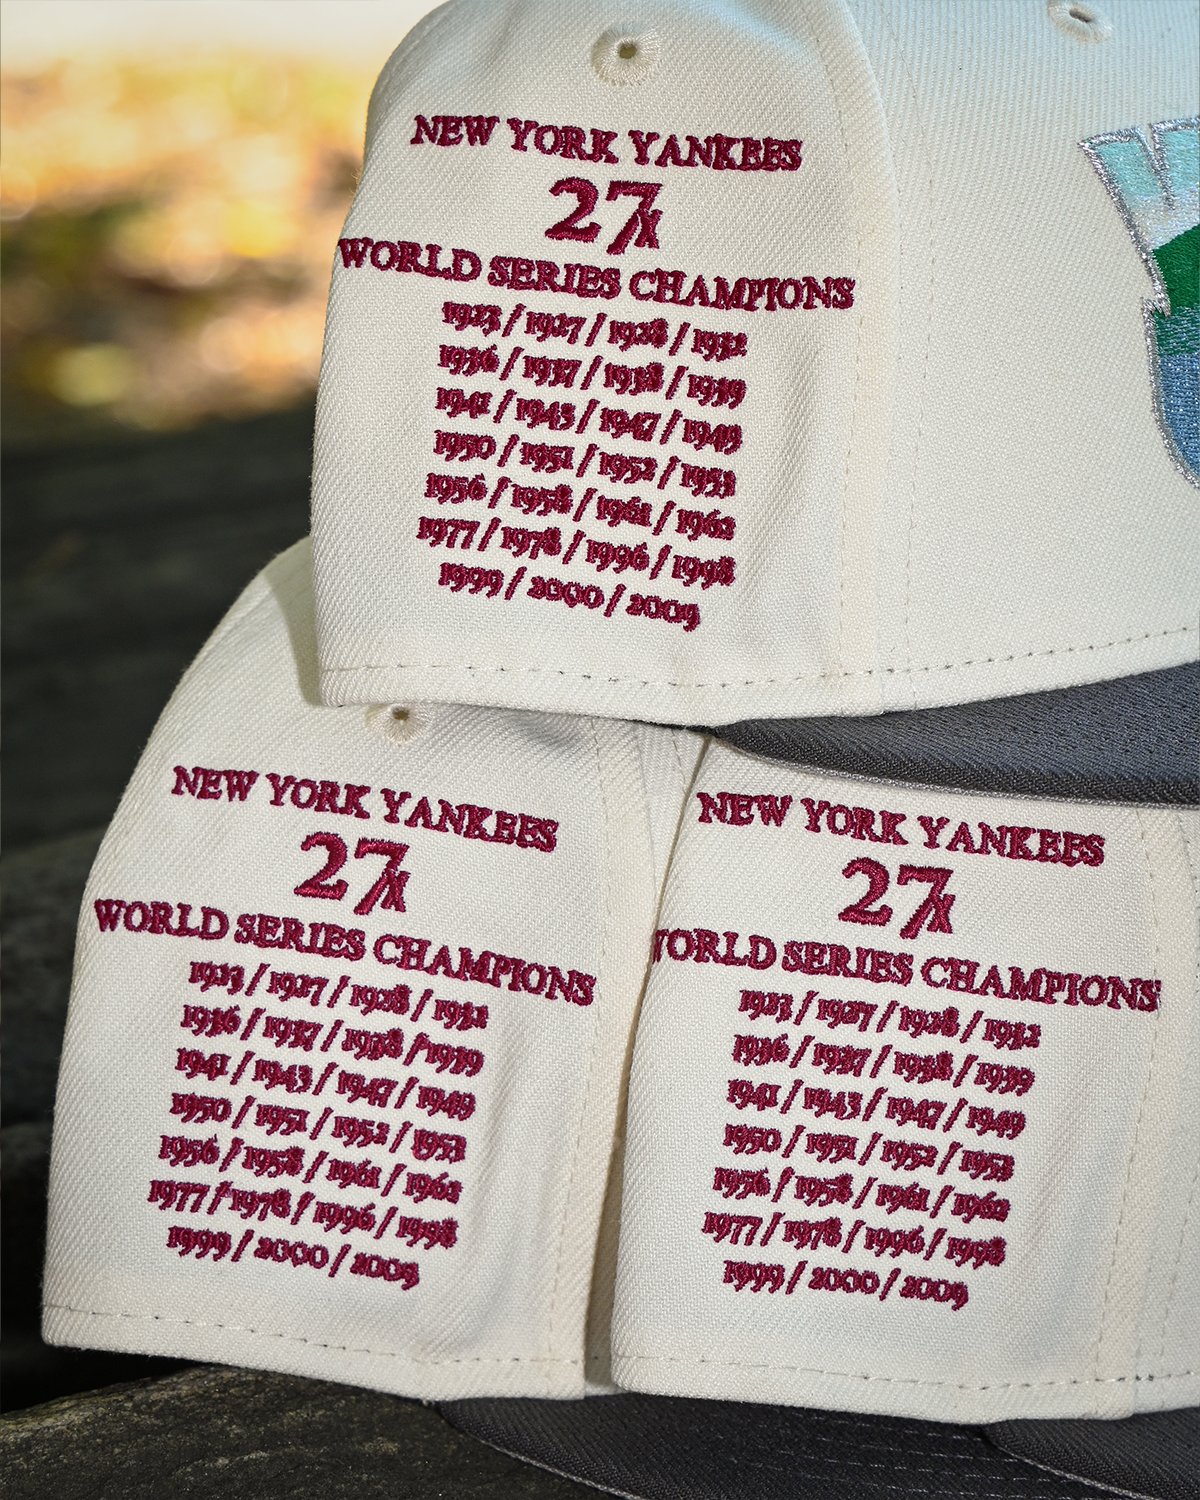 NEW YORK YANKEES
27x
WORLD SERIES CHAMPIONS
1923 / 1927 / 1928 / 1932
1936 / 1937 / 1938 / 1939
1941 / 1943 / 1947 / 1949
1950 / 1951 / 1952 / 1953
1956 / 1958 / 1961 / 1962
1977 / 1978 / 1996 / 1998
1999 / 2000 / 2009
NEW YORK YANKEES
27x
WORLD SERIES CHAMPIONS
1923 / 1927 / 1928 / 1932
1936 / 1937 / 1938 / 1939
1941 / 1943 / 1947 / 1949
1950 / 1951 / 1952 / 1953
1956 / 1958 / 1961 / 1962
1977 / 1978 / 1996 / 1998
1999 / 2000 / 2009
NEW YORK YANKEES
27x
WORLD SERIES CHAMPIONS
1923 / 1927 / 1928 / 1932
1936 / 1937 / 1938 / 1939
1941 / 1943 / 1947 / 1949
1950 / 1951 / 1952 / 1953
1956 / 1958 / 1961 / 1962
1977 / 1978 / 1996 / 1998
1999 / 2000 / 2009